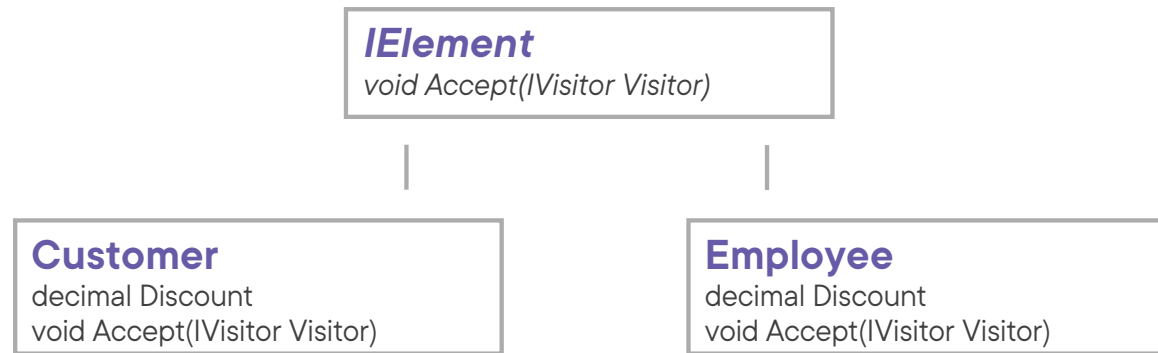 IElement
void Accept(IVisitor Visitor)
Customer
decimal Discount
void Accept(IVisitor Visitor)
Employee
decimal Discount
void Accept(IVisitor Visitor)